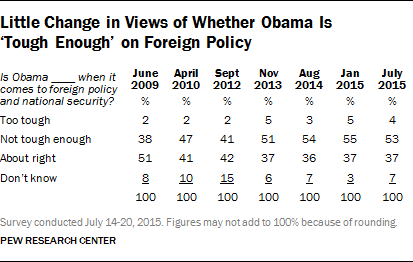 Little Change in Views of Whether Obama Is
‘Tough Enough’ on Foreign Policy
Is Obama ____ when it comes to foreign policy and national security?
June 2009 April 2010 Sept 2012 Nov 2013 Aug 2014 Jan 2015 July 2015
% % % % % % %
Too tough 2 2 2 5 3 5 4
Not tough enough 38 47 41 51 54 55 53
About right 51 41 42 37 36 37 37
Don't know 8 10 15 6 7 3 7
100 100 100 100 100 100 100
Survey conducted July 14-20, 2015. Figures may not add to 100% because of rounding.
PEW RESEARCH CENTER